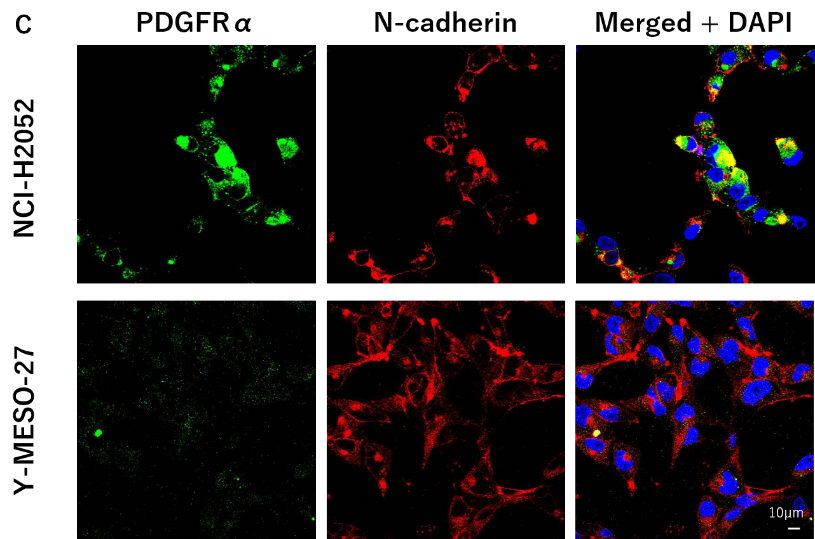 C
PDGFRα
N-cadherin
Merged + DAPI
NCI-H2052
Y-MESO-27
10μm